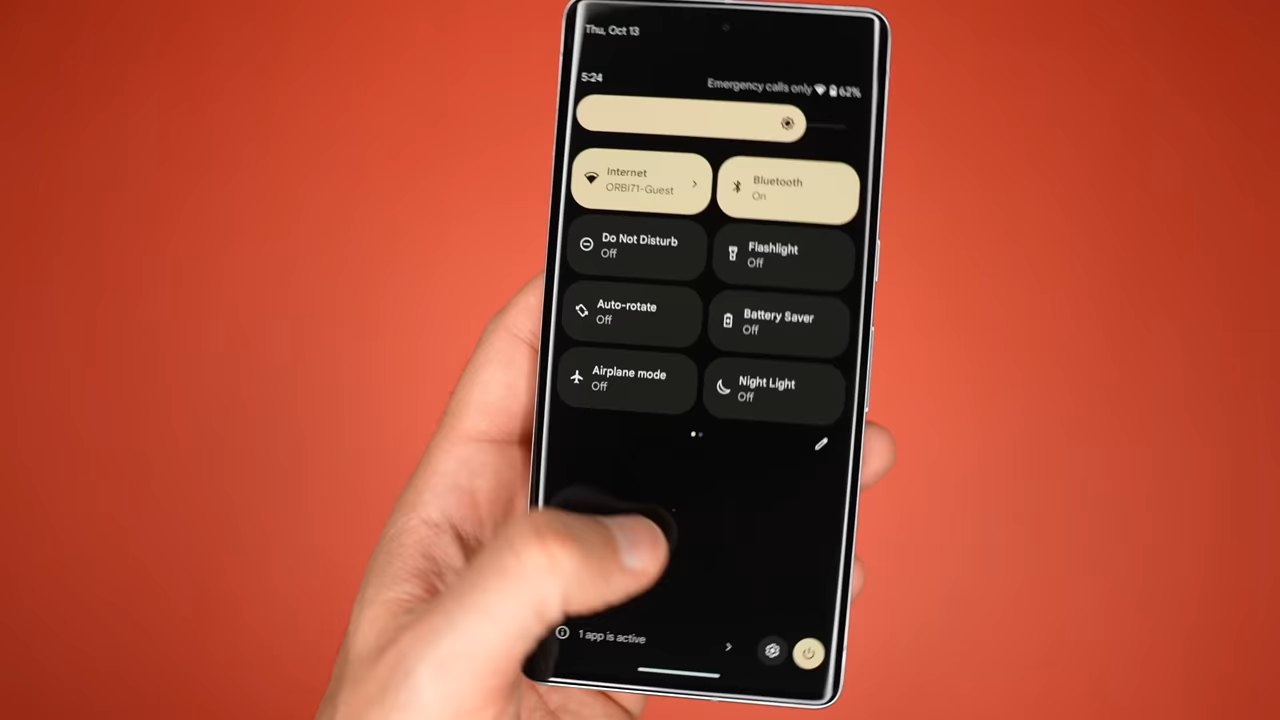 Thu, Oct 13
5:24
Emergency calls only 62%
Internet
ORBI71-Guest
Bluetooth
On
Do Not Disturb
Off
Flashlight
Off
Auto-rotate
Off
Battery Saver
Off
Airplane mode
Off
Night Light
Off
1 app is active